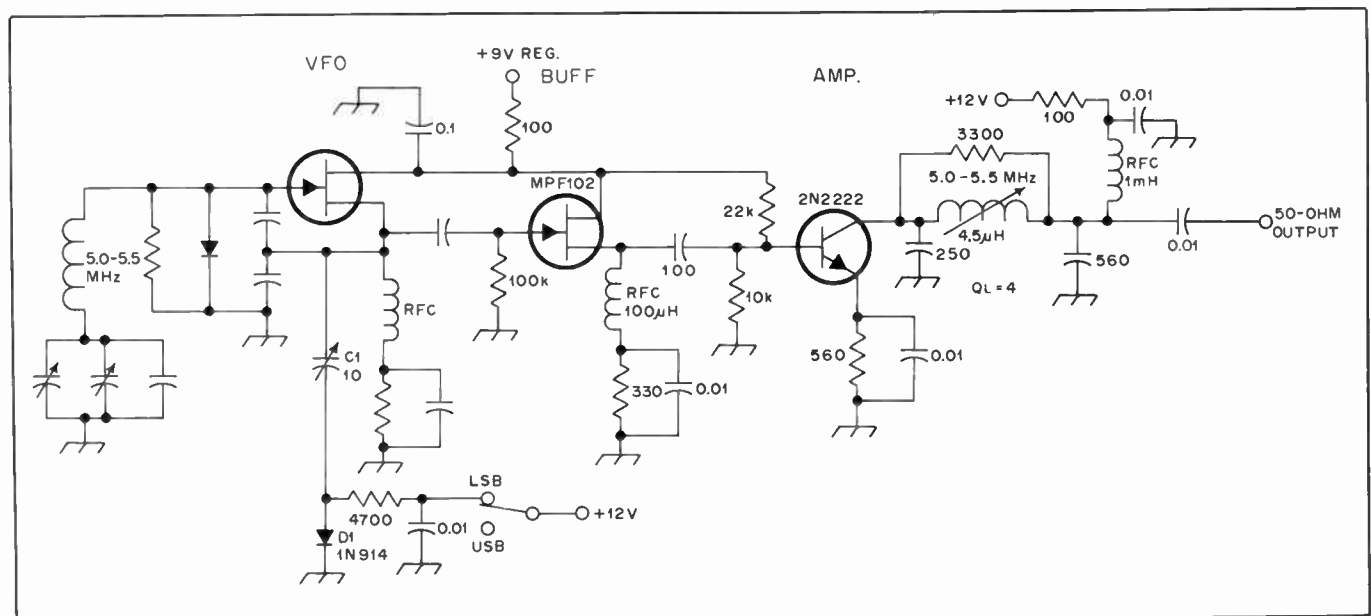 VFO
+9V REG.
BUFF
AMP.
+12V
100
0.01
0.1
100
3300
RFC
1mH
5.0-5.5 MHz
MPF102
22k
2N2222
4.5µH
50-OHM
OUTPUT
0.01
5.0-5.5
MHz
250
560
100
100k
QL=4
RFC
RFC
100µH
10k
C1
10
560
0.01
330
0.01
LSB
+12V
4700
0.01
USB
D1
1N914